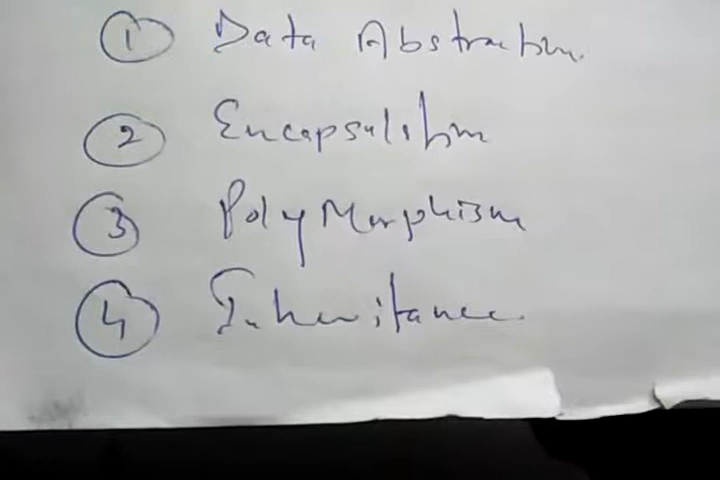 1 Data Abstraction.
2 Encapsulation
3 PolyMorphism
4 Inheritance